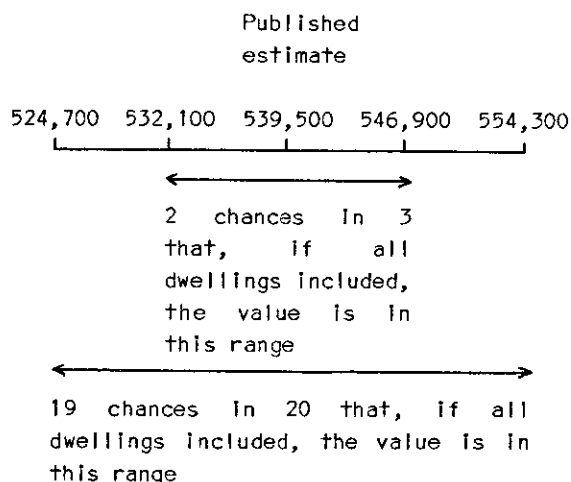 Published
estimate
524,700 532,100 539,500 546,900 554,300
2 chances in 3
that, if all
dwellings included,
the value is in
this range
19 chances in 20 that, if all
dwellings included, the value is in
this range